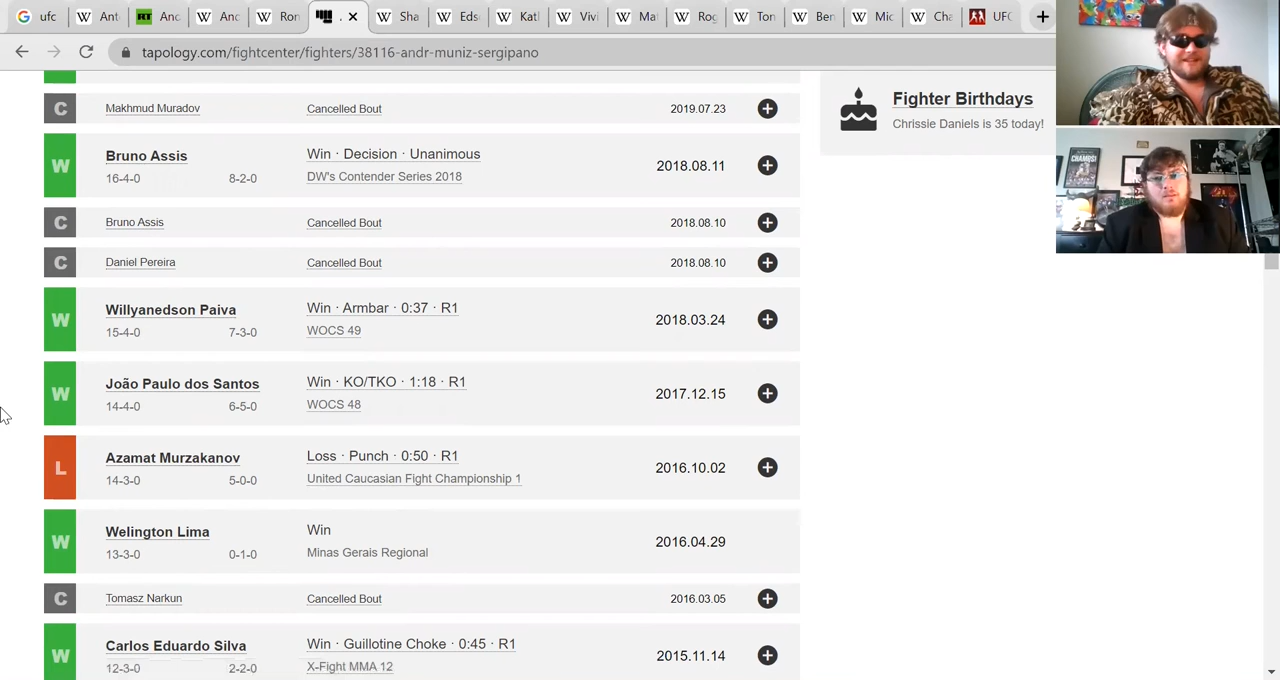 ufc
Ant
Anc
Anc
Ron
Sha
Eds
Katl
Vivi
Mat
Rog
Ton
Ben
Mic
Cha
UFC
tapology.com/fightcenter/fighters/38116-andr-muniz-sergipano
C Makhmud Muradov Cancelled Bout 2019.07.23
W Bruno Assis Win · Decision · Unanimous 2018.08.11
16-4-0 8-2-0 DW's Contender Series 2018
C Bruno Assis Cancelled Bout 2018.08.10
C Daniel Pereira Cancelled Bout 2018.08.10
W Willyanedson Paiva Win · Armbar · 0:37 · R1 2018.03.24
15-4-0 7-3-0 WOCS 49
W João Paulo dos Santos Win · KO/TKO · 1:18 · R1 2017.12.15
14-4-0 6-5-0 WOCS 48
L Azamat Murzakanov Loss · Punch · 0:50 · R1 2016.10.02
14-3-0 5-0-0 United Caucasian Fight Championship 1
W Welington Lima Win 2016.04.29
13-3-0 0-1-0 Minas Gerais Regional
C Tomasz Narkun Cancelled Bout 2016.03.05
W Carlos Eduardo Silva Win · Guillotine Choke · 0:45 · R1 2015.11.14
12-3-0 2-2-0 X-Fight MMA 12
Fighter Birthdays
Chrissie Daniels is 35 today!
CHAMPS!